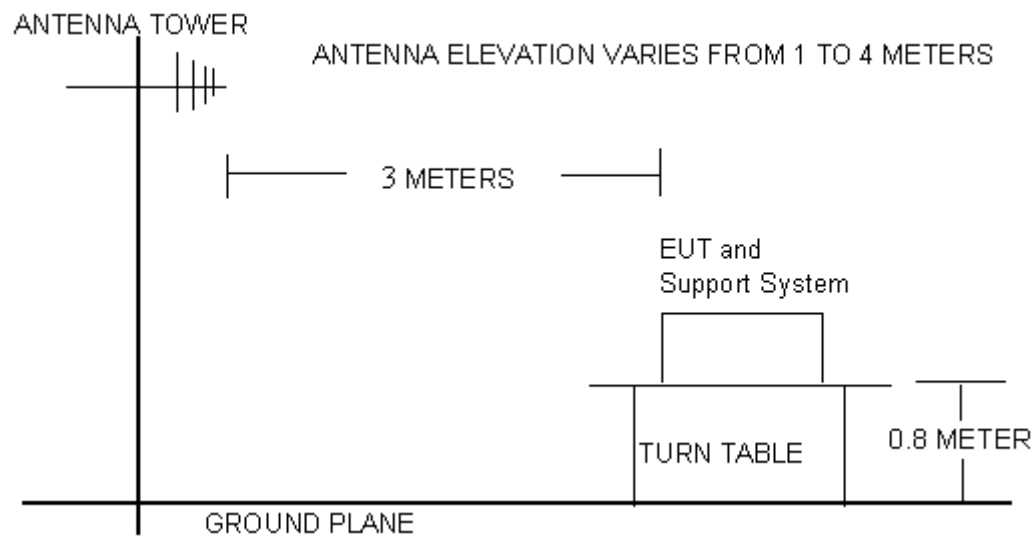 ANTENNA TOWER
ANTENNA ELEVATION VARIES FROM 1 TO 4 METERS
3 METERS
EUT and
Support System
TURN TABLE
0.8 METER
GROUND PLANE